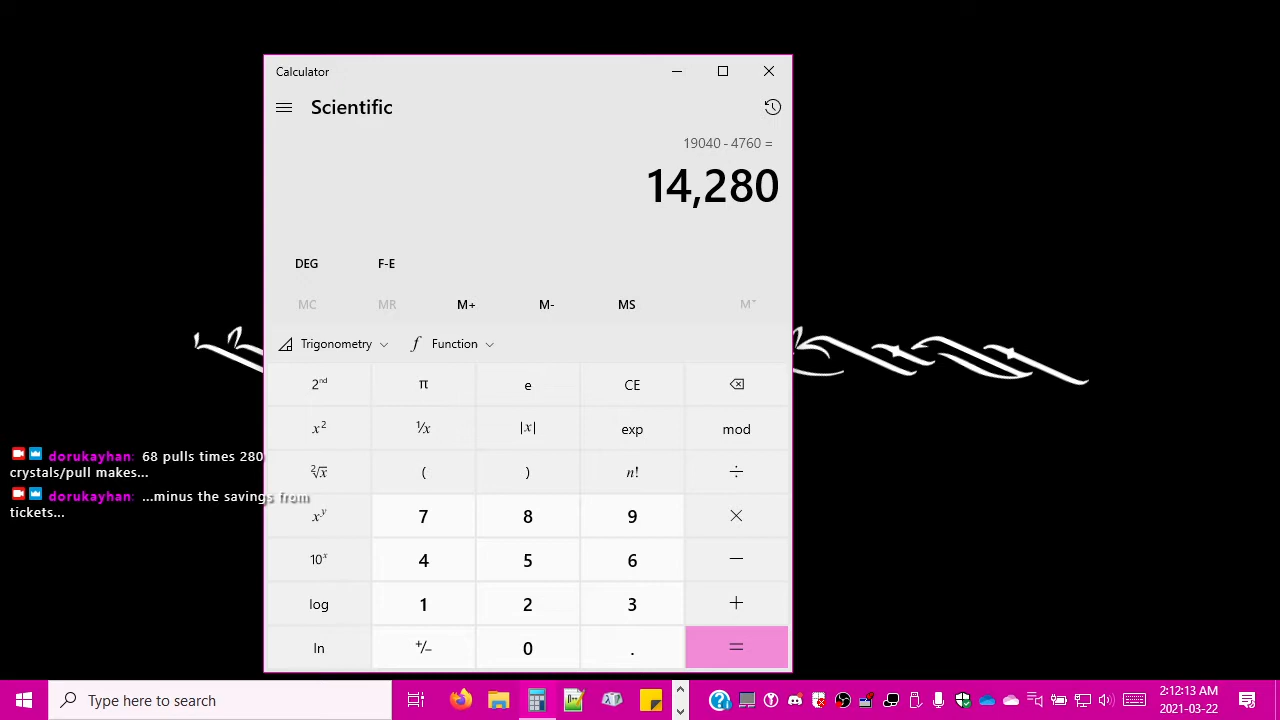 Calculator
Scientific
19040 - 4760 =
14,280
DEG F-E
MC MR M+ M- MS M˅
Trigonometry f Function
2ⁿᵈ π e CE
x² ¹/x |x| exp mod
²√x ( ) n! ÷
xʸ 7 8 9 ×
10ˣ 4 5 6 −
log 1 2 3 +
ln +/− 0 . =
dorukayhan: 68 pulls times 280
crystals/pull makes...
dorukayhan: ...minus the savings from
tickets...
Type here to search
2:12:13 AM
2021-03-22